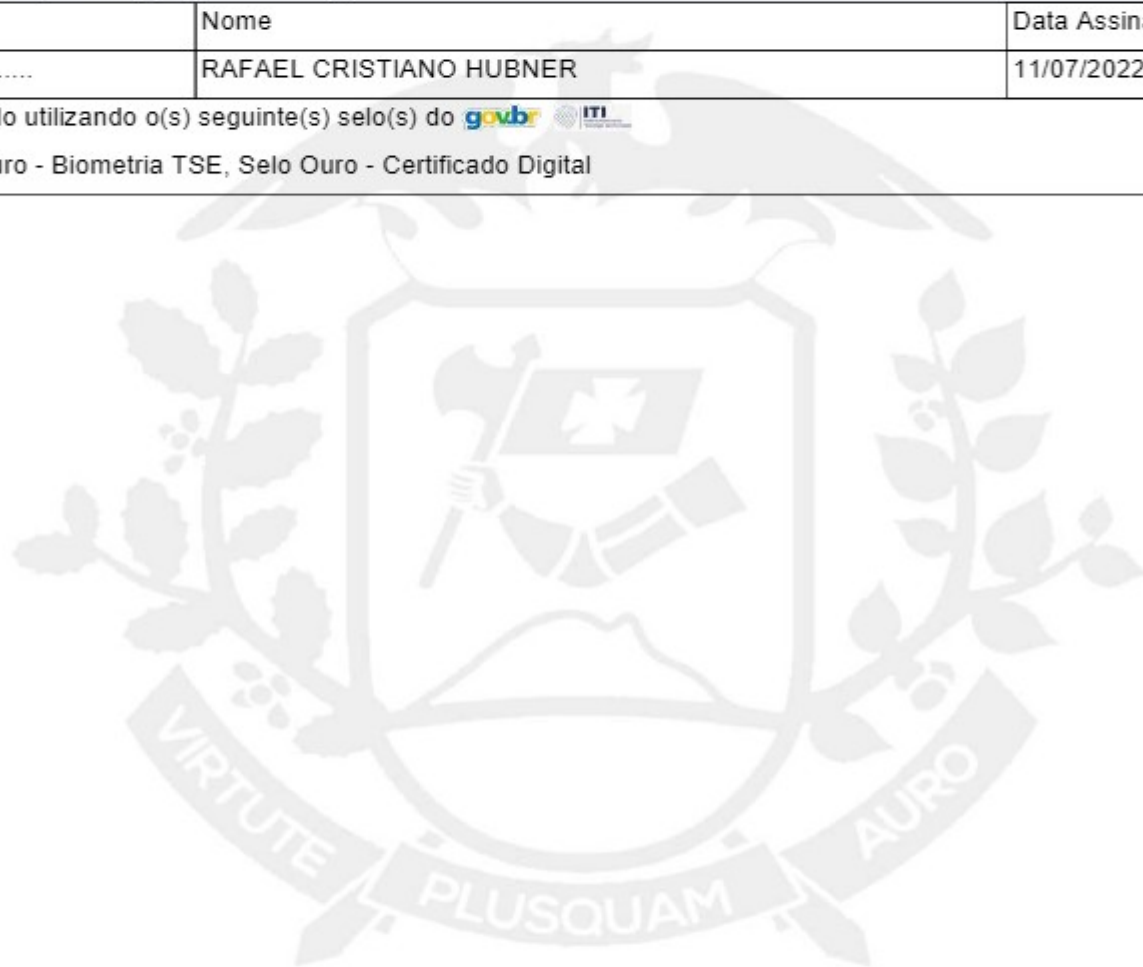 Nome Data Assin
..... RAFAEL CRISTIANO HUBNER 11/07/2022
do utilizando o(s) seguinte(s) selo(s) do gov.br ITI
uro - Biometria TSE, Selo Ouro - Certificado Digital
VIRTUTE PLUSQUAM AURO